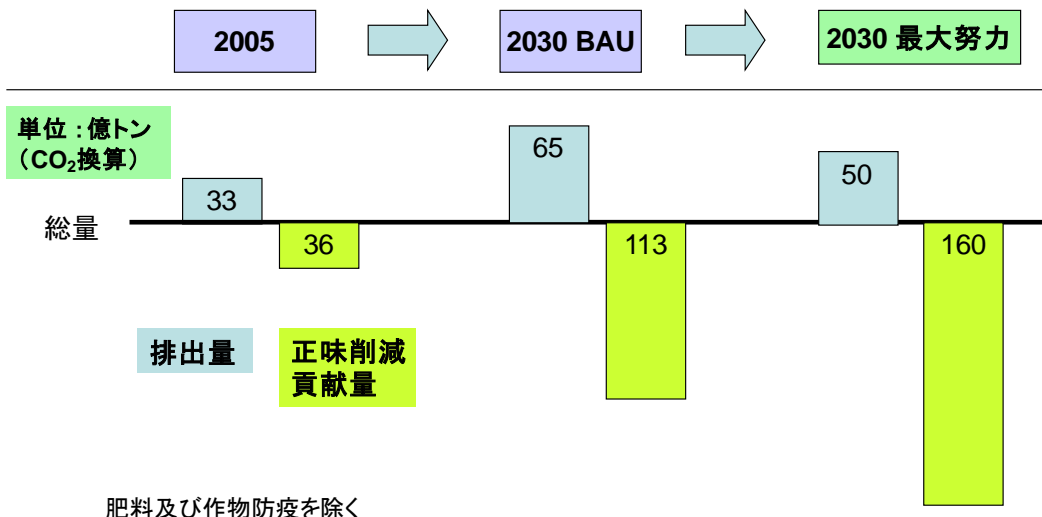 2005
2030 BAU
2030 最大努力
単位：億トン
（CO₂換算）
33
65
50
総量
36
113
160
排出量
正味削減
貢献量
肥料及び作物防疫を除く